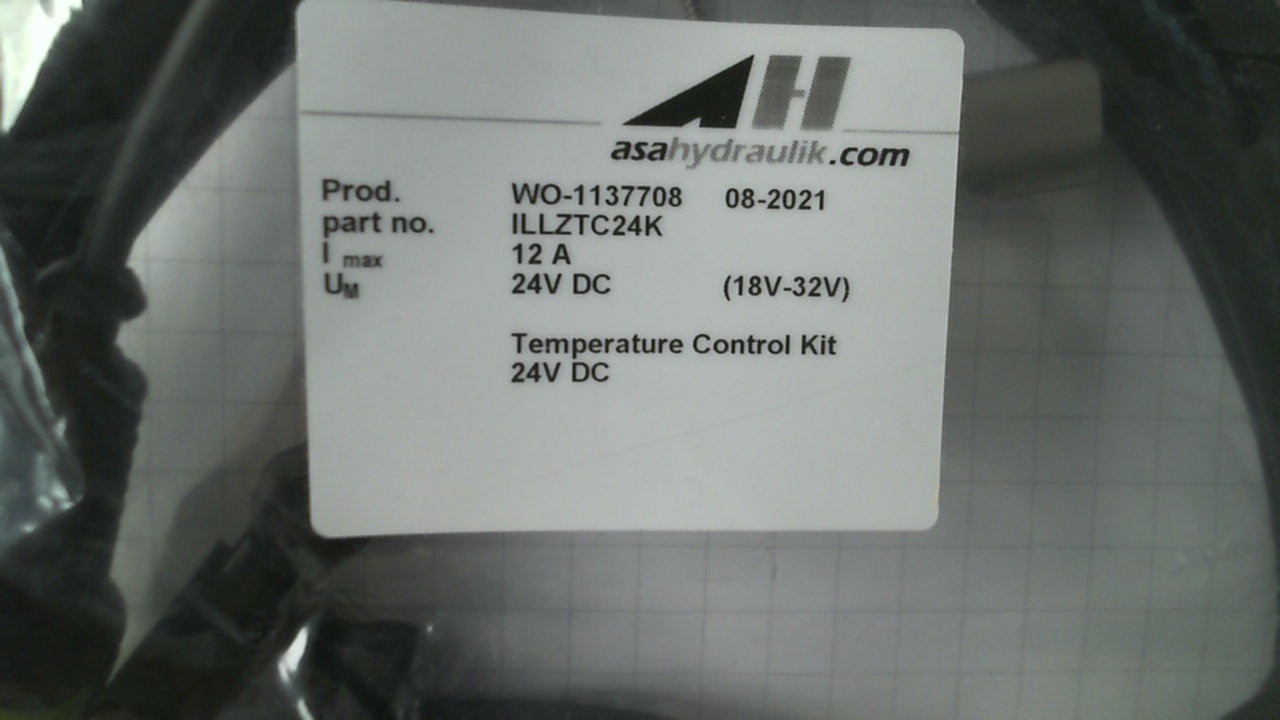 AH
asahydraulik.com
Prod. WO-1137708 08-2021
part no. ILLZTC24K
I max 12 A
UM 24V DC (18V-32V)
Temperature Control Kit
24V DC